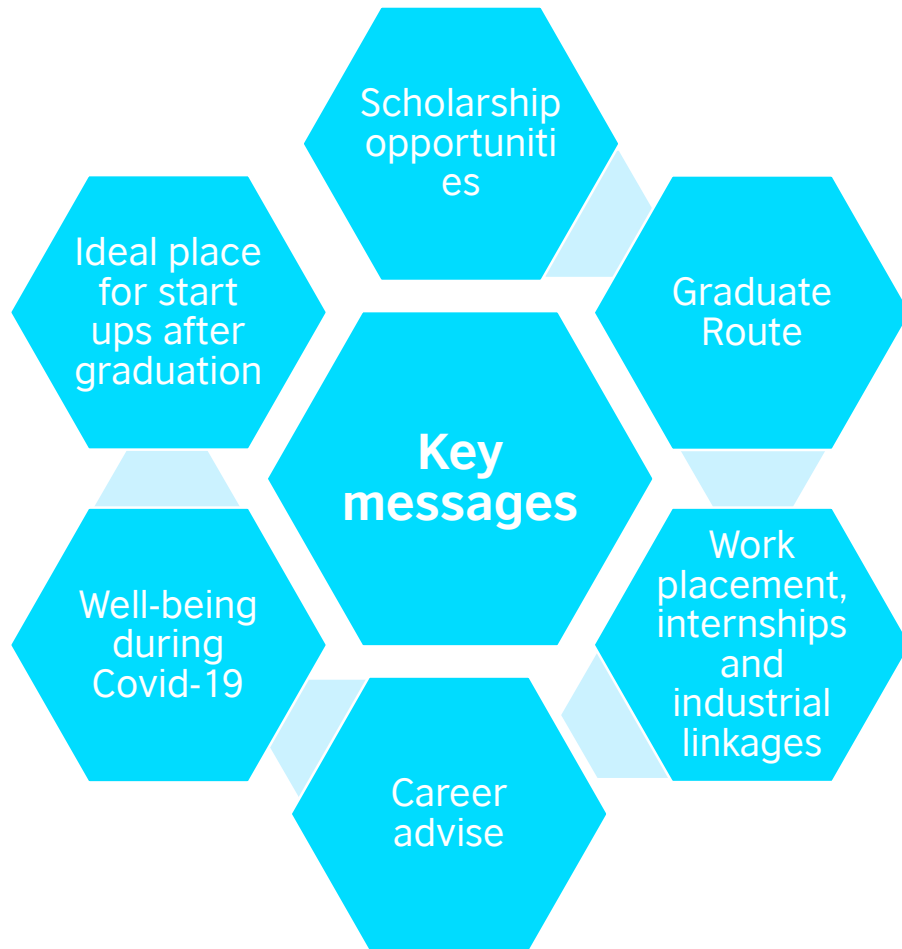 Scholarship
opportuniti
es
Graduate
Route
Work
placement,
internships
and
industrial
linkages
Career
advise
Well-being
during
Covid-19
Ideal place
for start
ups after
graduation
Key
messages